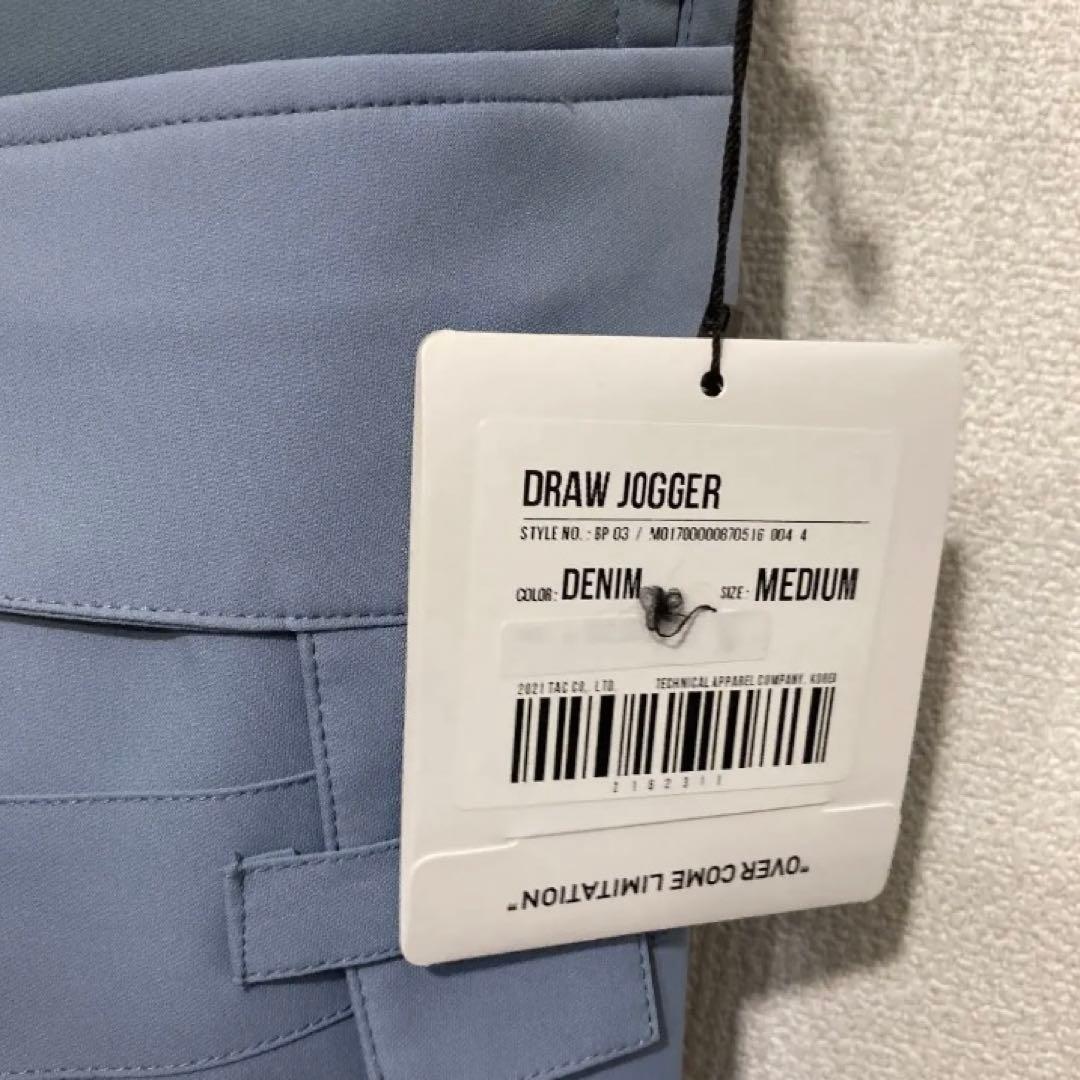 DRAW JOGGER
STYLE NO. : BP 03 / M01700000870516 004 4
COLOR : DENIM SIZE : MEDIUM
2021 TAC CO,. LTD. TECHNICAL APPAREL COMPANY, KOREA
2182311
"OVER COME LIMITATION"